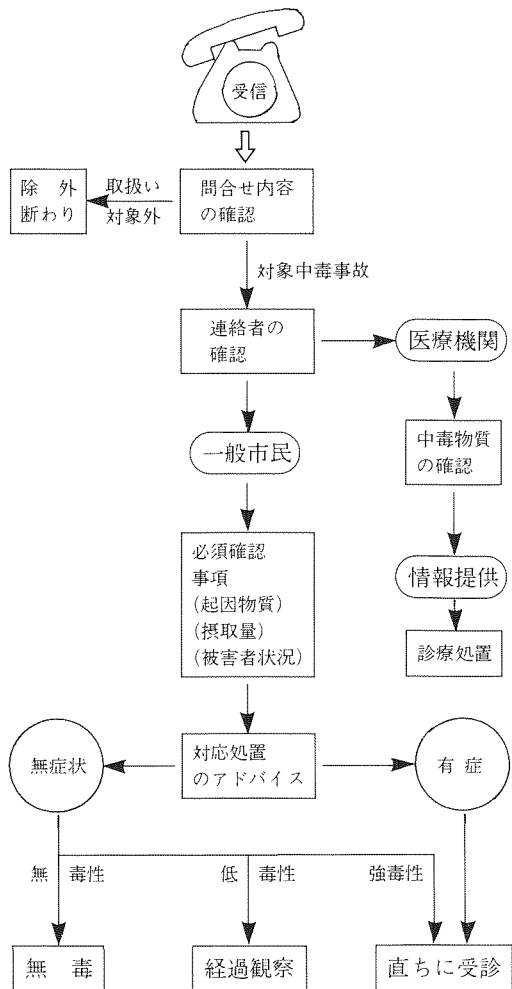 受信
問合せ内容
の確認
取扱い
対象外
除外
断わり
対象中毒事故
連絡者の
確認
医療機関
一般市民
中毒物質
の確認
必須確認
事項
(起因物質)
(摂取量)
(被害者状況)
情報提供
診療処置
対応処置
のアドバイス
無症状
有症
無毒性
低毒性
強毒性
無毒
経過観察
直ちに受診